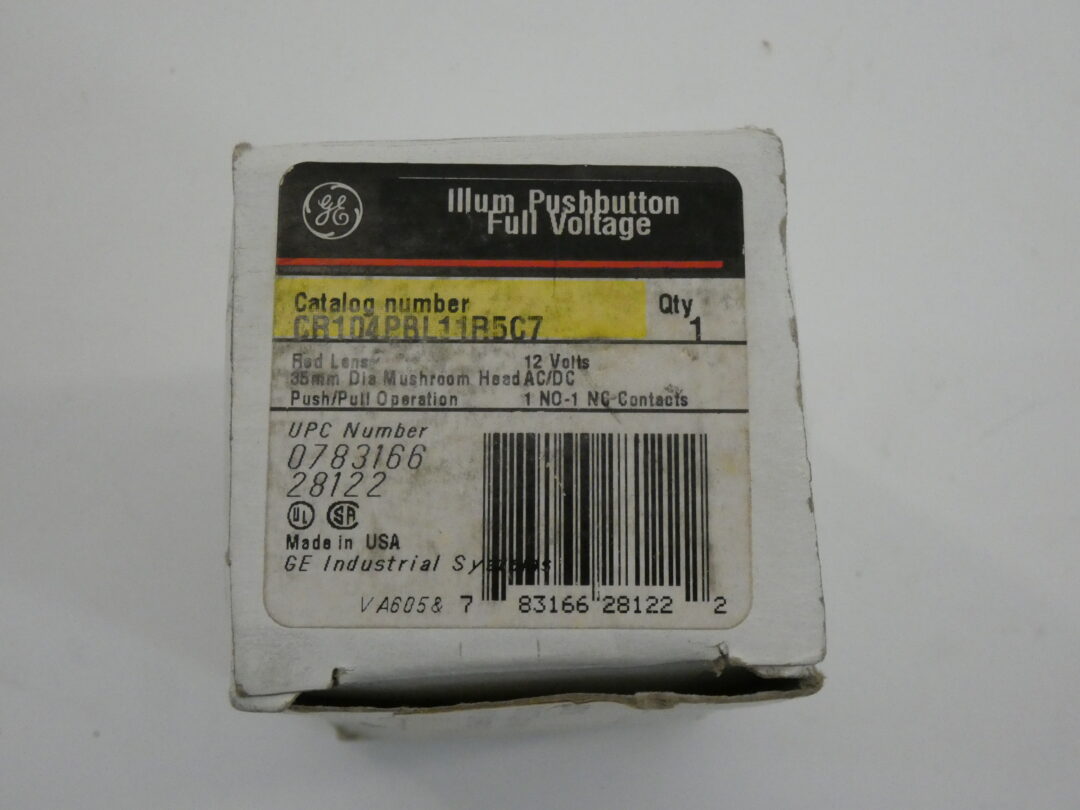 GE
Illum Pushbutton
Full Voltage
Catalog number Qty
CR104PBL11R5C7 1
Red Lens 12 Volts
35mm Dia Mushroom Head AC/DC
Push/Pull Operation 1 NO-1 NC Contacts
UPC Number
0783166
28122
UL SA
Made in USA
GE Industrial Systems
VA605& 7 83166 28122 2